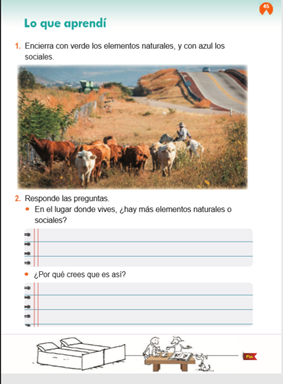 45
Lo que aprendí
1. Encierra con verde los elementos naturales, y con azul los
sociales.
2. Responde las preguntas.
En el lugar donde vives, ¿hay más elementos naturales o
sociales?
¿Por qué crees que es así?